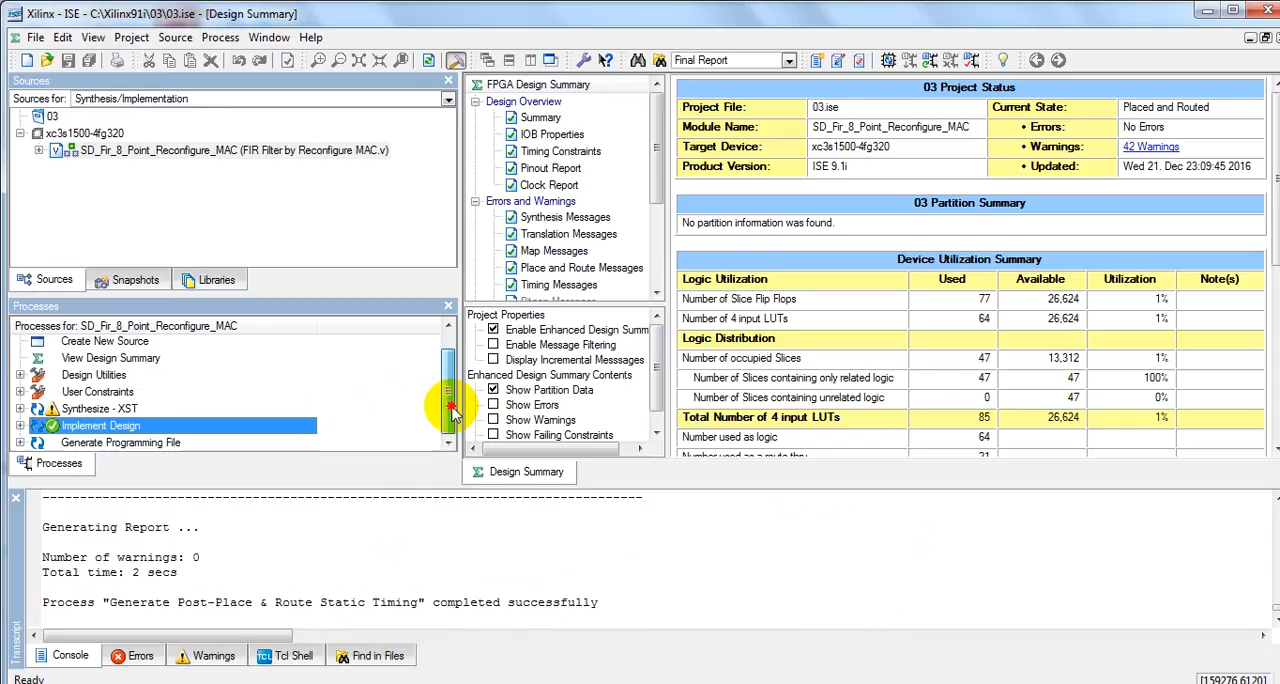 Xilinx - ISE - C:\Xilinx91i\03\03.ise - [Design Summary]
File Edit View Project Source Process Window Help
Final Report
Sources
Sources for: Synthesis/Implementation
03
xc3s1500-4fg320
SD_Fir_8_Point_Reconfigure_MAC (FIR Filter by Reconfigure MAC.v)
Sources Snapshots Libraries
Processes
Processes for: SD_Fir_8_Point_Reconfigure_MAC
Create New Source
View Design Summary
Design Utilities
User Constraints
Synthesize - XST
Implement Design
Generate Programming File
Processes
FPGA Design Summary
Design Overview
Summary
IOB Properties
Timing Constraints
Pinout Report
Clock Report
Errors and Warnings
Synthesis Messages
Translation Messages
Map Messages
Place and Route Messages
Timing Messages
Project Properties
Enable Enhanced Design Summ
Enable Message Filtering
Display Incremental Messages
Enhanced Design Summary Contents
Show Partition Data
Show Errors
Show Warnings
Show Failing Constraints
Design Summary
03 Project Status
Project File: 03.ise Current State: Placed and Routed
Module Name: SD_Fir_8_Point_Reconfigure_MAC • Errors: No Errors
Target Device: xc3s1500-4fg320 • Warnings: 42 Warnings
Product Version: ISE 9.1i • Updated: Wed 21. Dec 23:09:45 2016
03 Partition Summary
No partition information was found.
Device Utilization Summary
Logic Utilization Used Available Utilization Note(s)
Number of Slice Flip Flops 77 26,624 1%
Number of 4 input LUTs 64 26,624 1%
Logic Distribution
Number of occupied Slices 47 13,312 1%
Number of Slices containing only related logic 47 47 100%
Number of Slices containing unrelated logic 0 47 0%
Total Number of 4 input LUTs 85 26,624 1%
Number used as logic 64
Number used as a route-thru 21
Generating Report ...
Number of warnings: 0
Total time: 2 secs
Process "Generate Post-Place & Route Static Timing" completed successfully
Transcript
Console Errors Warnings Tcl Shell Find in Files
Ready
[159276,6120]